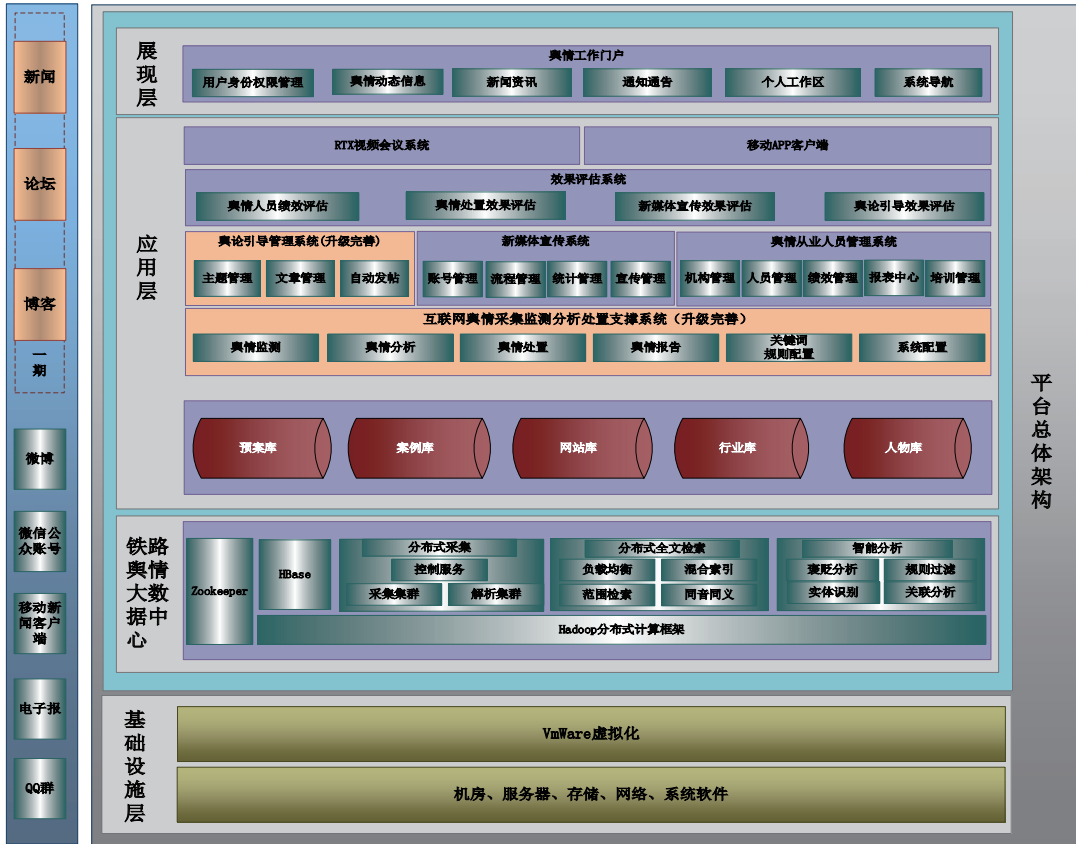 新闻
论坛
博客
一
期
微博
微信公
众账号
移动新
闻客户
端
电子报
QQ群
展
现
层
舆情工作门户
用户身份权限管理
舆情动态信息
新闻资讯
通知通告
个人工作区
系统导航
应
用
层
RTX视频会议系统
移动APP客户端
效果评估系统
舆情人员绩效评估
舆情处置效果评估
新媒体宣传效果评估
舆论引导效果评估
舆论引导管理系统(升级完善)
主题管理
文章管理
自动发帖
新媒体宣传系统
账号管理
流程管理
统计管理
宣传管理
舆情从业人员管理系统
机构管理
人员管理
绩效管理
报表中心
培训管理
互联网舆情采集监测分析处置支撑系统（升级完善）
舆情监测
舆情分析
舆情处置
舆情报告
关键词
规则配置
系统配置
预案库
案例库
网站库
行业库
人物库
铁路
舆情
大数
据中
心
Zookeeper
HBase
分布式采集
控制服务
采集集群
解析集群
分布式全文检索
负载均衡
混合索引
范围检索
同音同义
智能分析
褒贬分析
规则过滤
实体识别
关联分析
Hadoop分布式计算框架
基
础
设
施
层
VmWare虚拟化
机房、服务器、存储、网络、系统软件
平
台
总
体
架
构